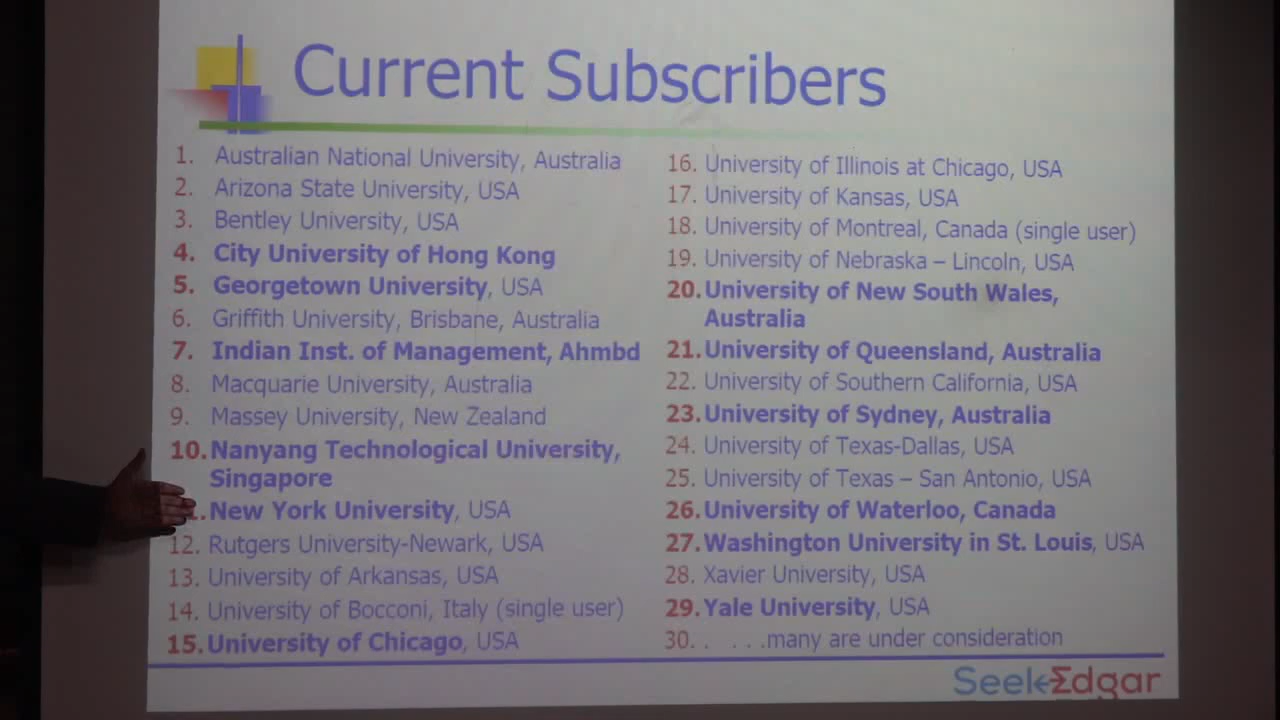 Current Subscribers
1. Australian National University, Australia
2. Arizona State University, USA
3. Bentley University, USA
4. City University of Hong Kong
5. Georgetown University, USA
6. Griffith University, Brisbane, Australia
7. Indian Inst. of Management, Ahmbd
8. Macquarie University, Australia
9. Massey University, New Zealand
10. Nanyang Technological University,
Singapore
1. New York University, USA
12. Rutgers University-Newark, USA
13. University of Arkansas, USA
14. University of Bocconi, Italy (single user)
15. University of Chicago, USA
16. University of Illinois at Chicago, USA
17. University of Kansas, USA
18. University of Montreal, Canada (single user)
19. University of Nebraska – Lincoln, USA
20. University of New South Wales,
Australia
21. University of Queensland, Australia
22. University of Southern California, USA
23. University of Sydney, Australia
24. University of Texas-Dallas, USA
25. University of Texas – San Antonio, USA
26. University of Waterloo, Canada
27. Washington University in St. Louis, USA
28. Xavier University, USA
29. Yale University, USA
30. . . . .many are under consideration
SeekEdgar